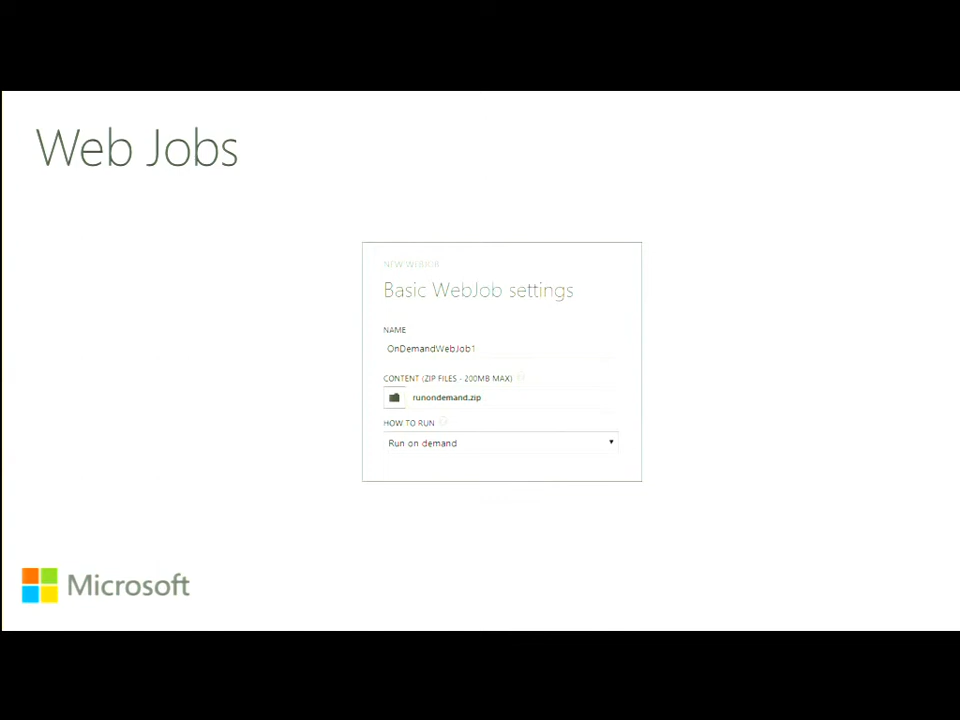 Web Jobs
NEW WEBJOB
Basic WebJob settings
NAME
OnDemandWebJob1
CONTENT (ZIP FILES - 200MB MAX)
runondemand.zip
HOW TO RUN
Run on demand
Microsoft